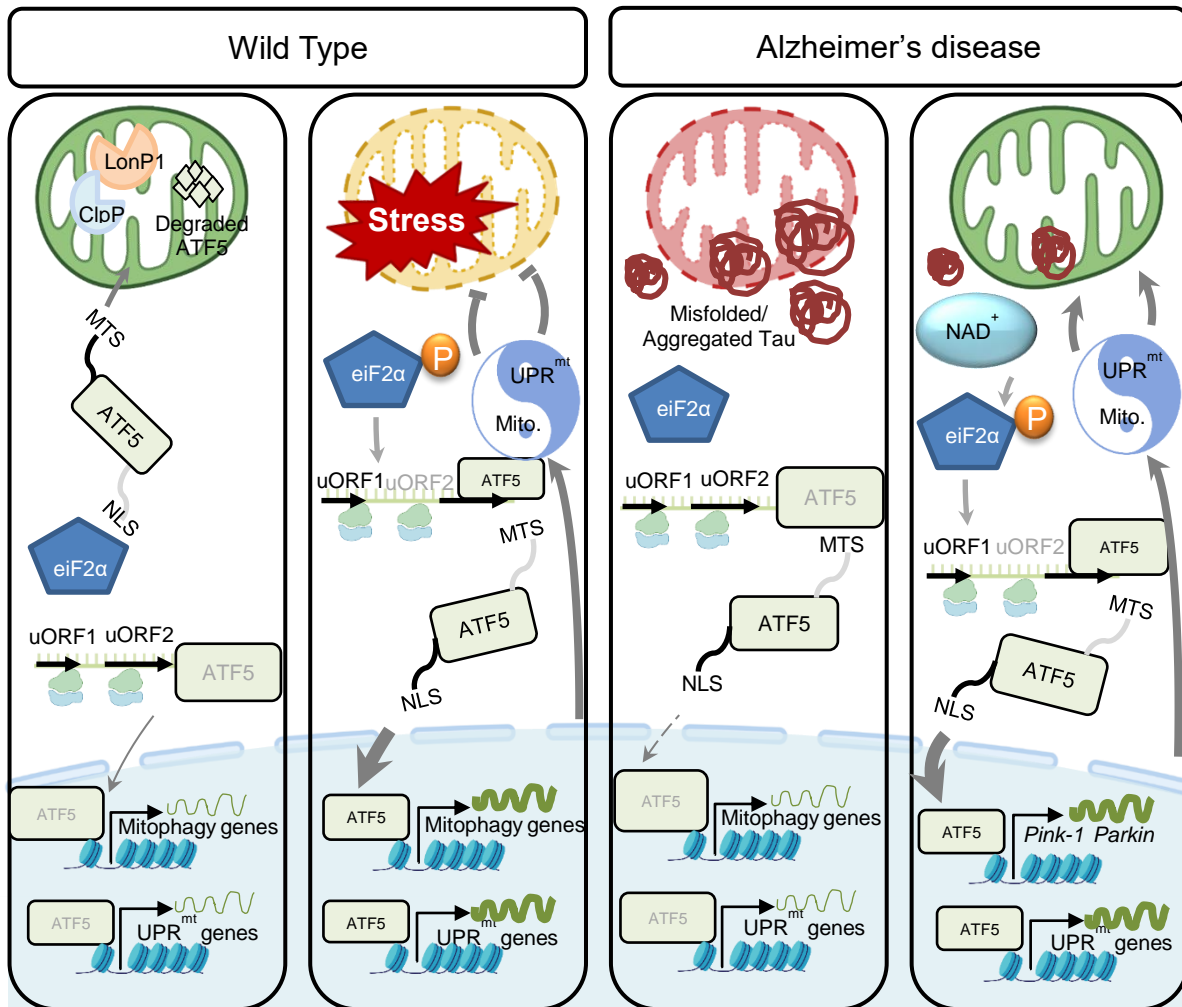 Wild Type
Alzheimer's disease
LonP1
ClpP
Degraded
ATF5
MTS
ATF5
NLS
eiF2α
uORF1 uORF2
ATF5
ATF5
Mitophagy genes
ATF5
UPRmt genes
Stress
P
eiF2α
UPRmt
Mito.
uORF1 uORF2
ATF5
MTS
ATF5
NLS
ATF5
Mitophagy genes
ATF5
UPRmt genes
Misfolded/
Aggregated Tau
eiF2α
uORF1 uORF2
ATF5
MTS
ATF5
NLS
ATF5
Mitophagy genes
ATF5
UPRmt genes
NAD+
UPRmt
Mito.
P
eiF2α
uORF1 uORF2
ATF5
MTS
ATF5
NLS
ATF5
Pink-1 Parkin
ATF5
UPRmt genes